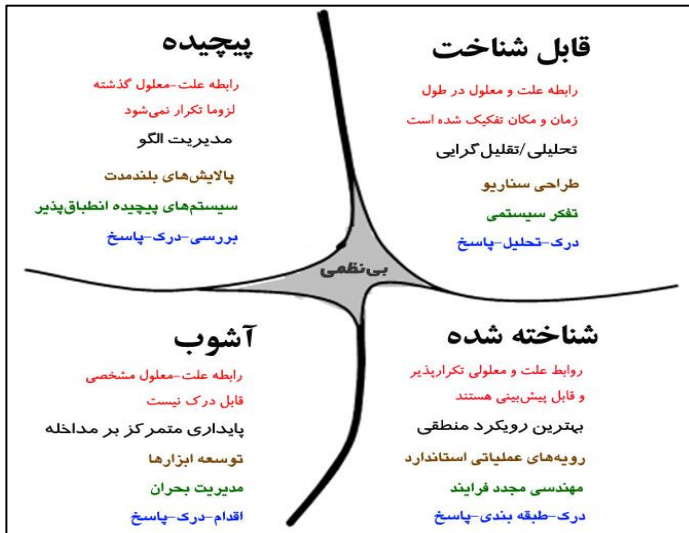 قابل شناخت
رابطه علت و معلول در طول
زمان و مکان تفکیک شده است
تحلیلی/تقلیل گرایی
طراحی سناریو
تفکر سیستمی
درک-تحلیل-پاسخ
پیچیده
رابطه علت-معلول گذشته
لزوما تکرار نمی‌شود
مدیریت الگو
پالایش‌های بلندمدت
سیستم‌های پیچیده انطباق‌پذیر
بررسی-درک-پاسخ
بی‌نظمی
شناخته شده
روابط علت و معلولی تکرارپذیر
و قابل پیش‌بینی هستند
بهترین رویکرد منطقی
رویه‌های عملیاتی استاندارد
مهندسی مجدد فرایند
درک-طبقه بندی-پاسخ
آشوب
رابطه علت-معلول مشخصی
قابل درک نیست
پایداری متمرکز بر مداخله
توسعه ابزارها
مدیریت بحران
اقدام-درک-پاسخ